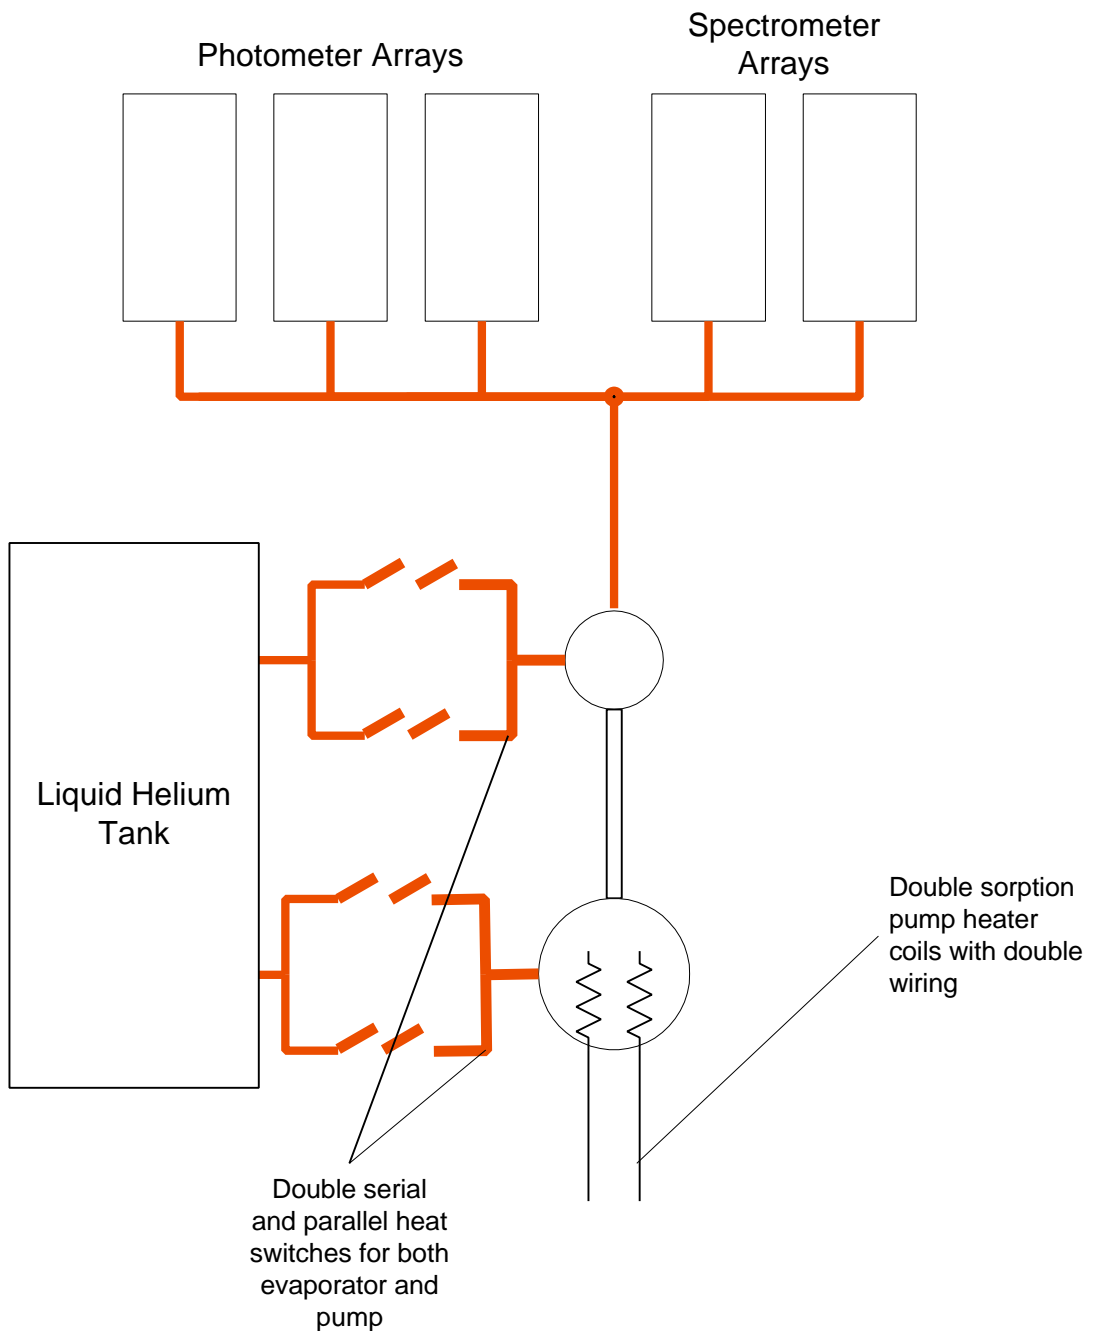 Photometer Arrays
Spectrometer
Arrays
Liquid Helium
Tank
Double sorption
pump heater
coils with double
wiring
Double serial
and parallel heat
switches for both
evaporator and
pump